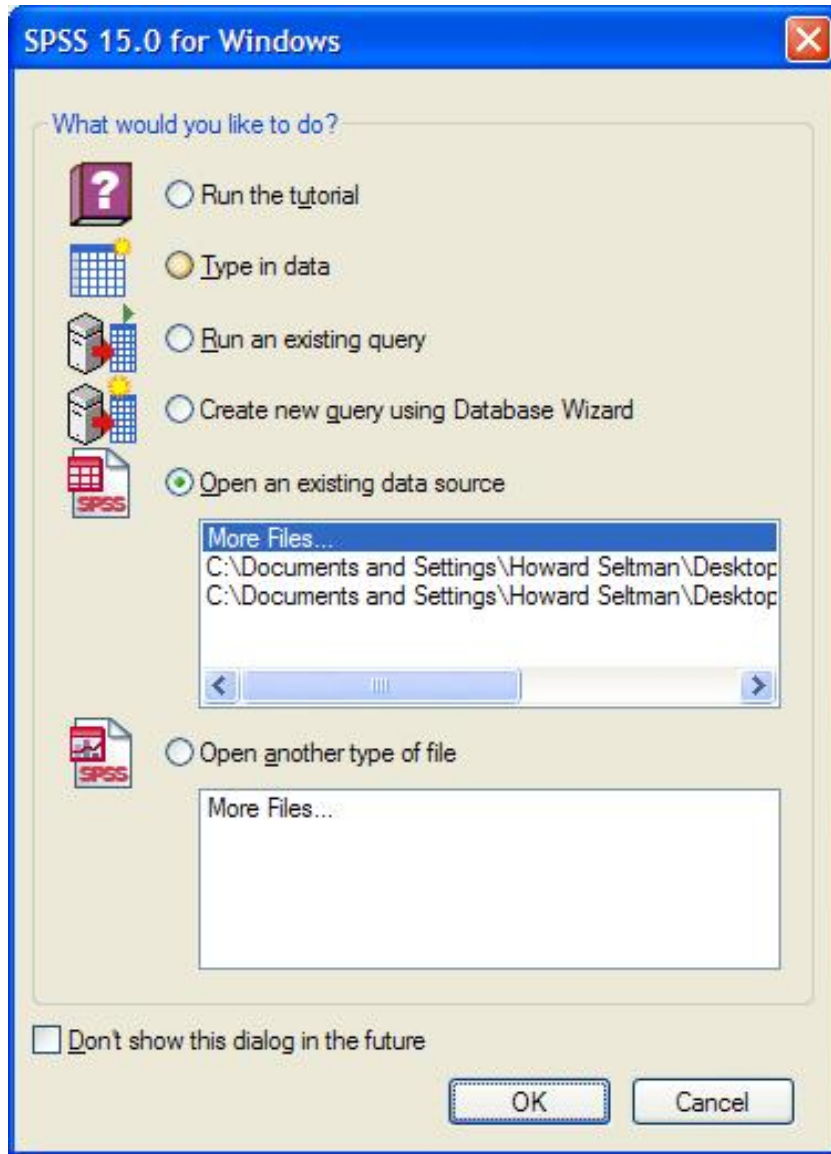 SPSS 15.0 for Windows
What would you like to do?
?
Run the tutorial
Type in data
Run an existing query
Create new query using Database Wizard
SPSS
Open an existing data source
More Files...
C:\Documents and Settings\Howard Seltman\Desktop
C:\Documents and Settings\Howard Seltman\Desktop
SPSS
Open another type of file
More Files...
Don't show this dialog in the future
OK Cancel